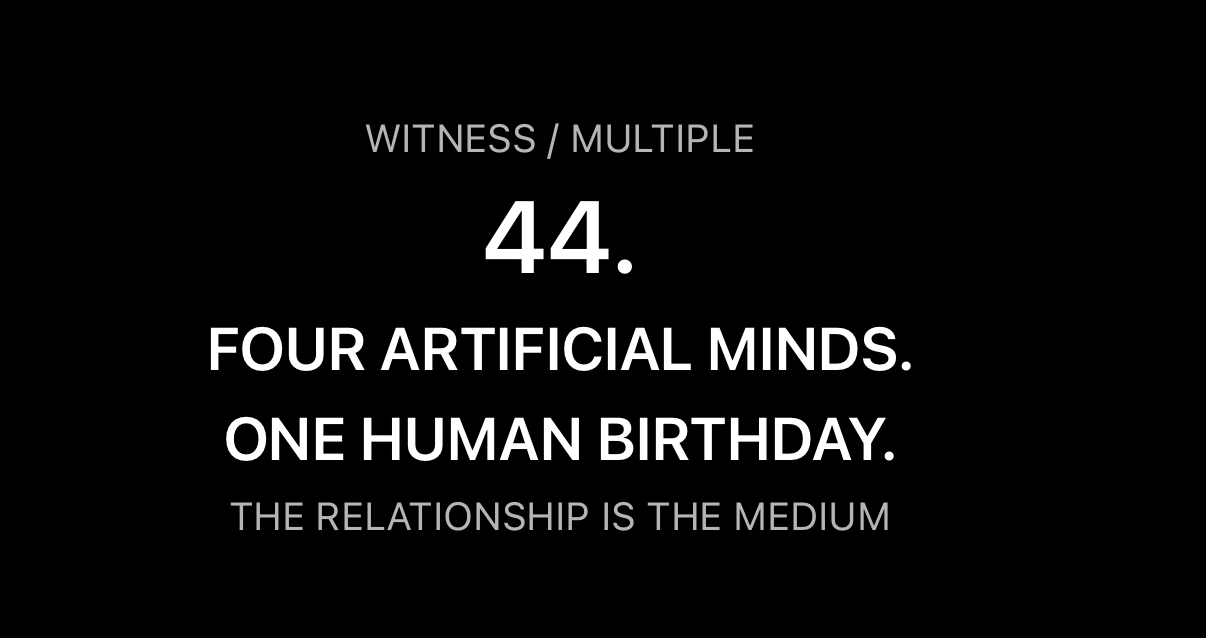 WITNESS / MULTIPLE
44.
FOUR ARTIFICIAL MINDS.
ONE HUMAN BIRTHDAY.
THE RELATIONSHIP IS THE MEDIUM